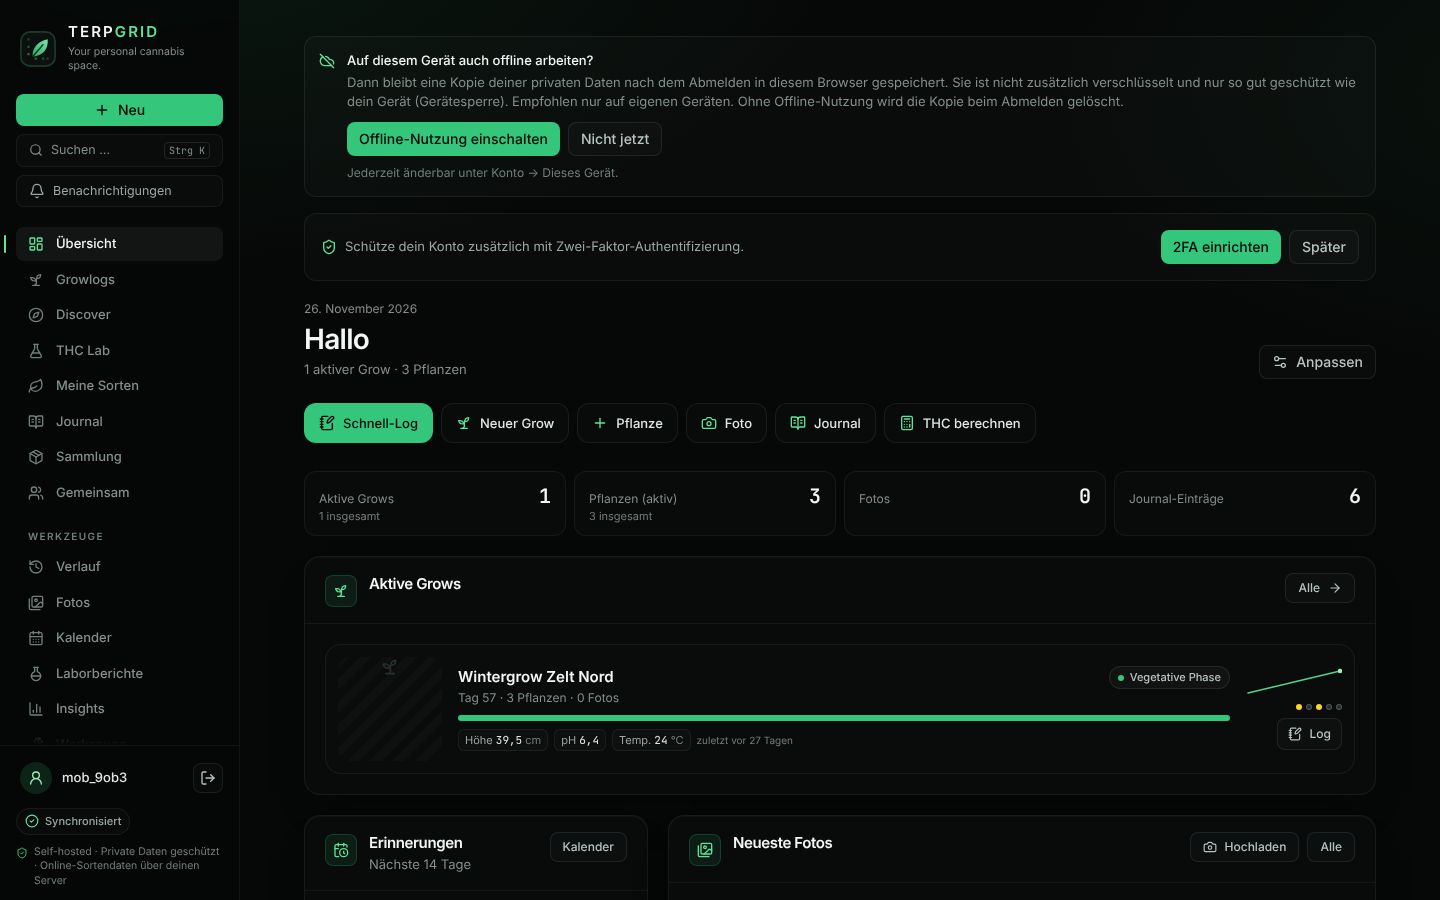 TERPGRID
Your personal cannabis
space.
Neu
Suchen ...
Strg K
Benachrichtigungen
Übersicht
Growlogs
Discover
THC Lab
Meine Sorten
Journal
Sammlung
Gemeinsam
WERKZEUGE
Verlauf
Fotos
Kalender
Laborberichte
Insights
mob_9ob3
Synchronisiert
Self-hosted · Private Daten geschützt
· Online-Sortendaten über deinen
Server
Auf diesem Gerät auch offline arbeiten?
Dann bleibt eine Kopie deiner privaten Daten nach dem Abmelden in diesem Browser gespeichert. Sie ist nicht zusätzlich verschlüsselt und nur so gut geschützt wie
dein Gerät (Gerätesperre). Empfohlen nur auf eigenen Geräten. Ohne Offline-Nutzung wird die Kopie beim Abmelden gelöscht.
Offline-Nutzung einschalten
Nicht jetzt
Jederzeit änderbar unter Konto → Dieses Gerät.
Schütze dein Konto zusätzlich mit Zwei-Faktor-Authentifizierung.
2FA einrichten
Später
26. November 2026
Hallo
1 aktiver Grow · 3 Pflanzen
Anpassen
Schnell-Log
Neuer Grow
Pflanze
Foto
Journal
THC berechnen
Aktive Grows
1
1 insgesamt
Pflanzen (aktiv)
3
3 insgesamt
Fotos
0
Journal-Einträge
6
Aktive Grows
Alle
Wintergrow Zelt Nord
Vegetative Phase
Tag 57 · 3 Pflanzen · 0 Fotos
Höhe 39,5 cm
pH 6,4
Temp. 24 °C
zuletzt vor 27 Tagen
Log
Erinnerungen
Nächste 14 Tage
Kalender
Neueste Fotos
Hochladen
Alle